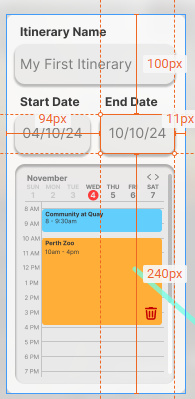 Itinerary Name
My First Itinerary
100px
Start Date
End Date
94px
11px
04/10/24
10/10/24
November
< >
SUN MON TUE WED THU FRI SAT
1 2 3 4 5 6 7
8 AM
Community at Quay
8 - 9:30am
9 AM
10 AM
Perth Zoo
10am - 4pm
11 AM
12 PM
240px
1 PM
2 PM
3 PM
4 PM
5 PM
6 PM
7 PM